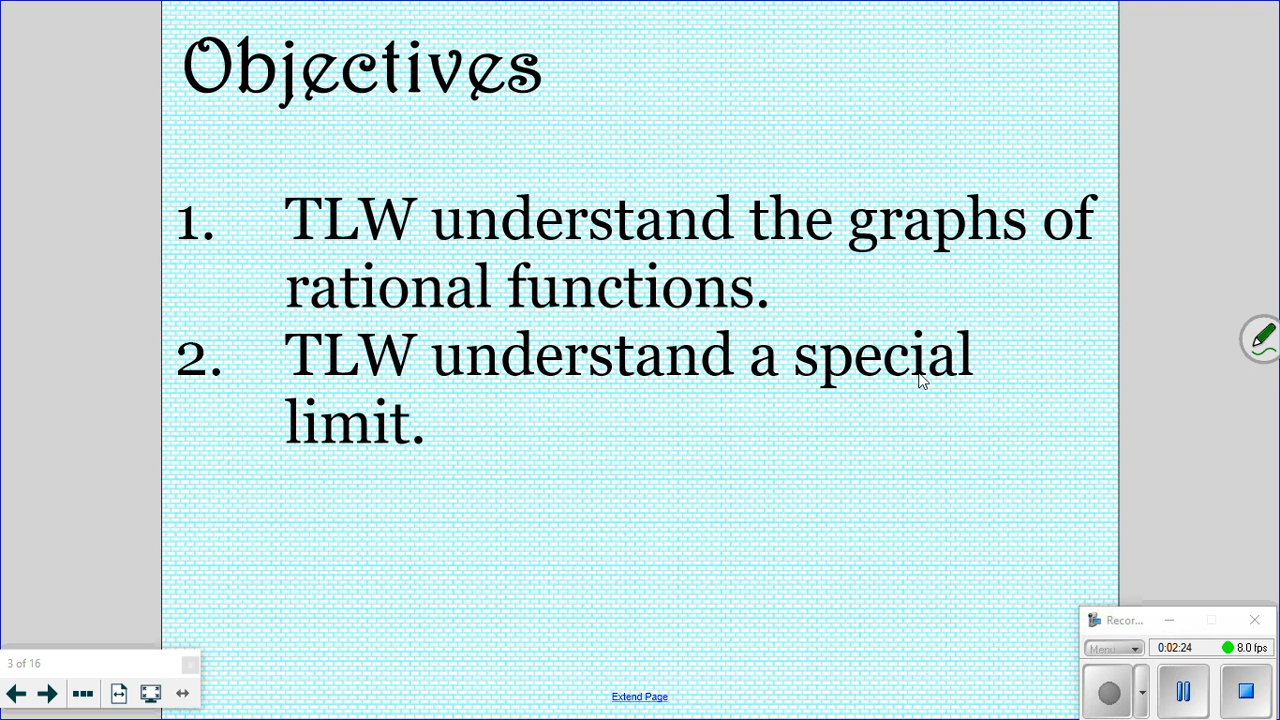 Objectives
1. TLW understand the graphs of
rational functions.
2. TLW understand a special
limit.
3 of 16
Extend Page
Recor...
Menu
0:02:24
8.0 fps